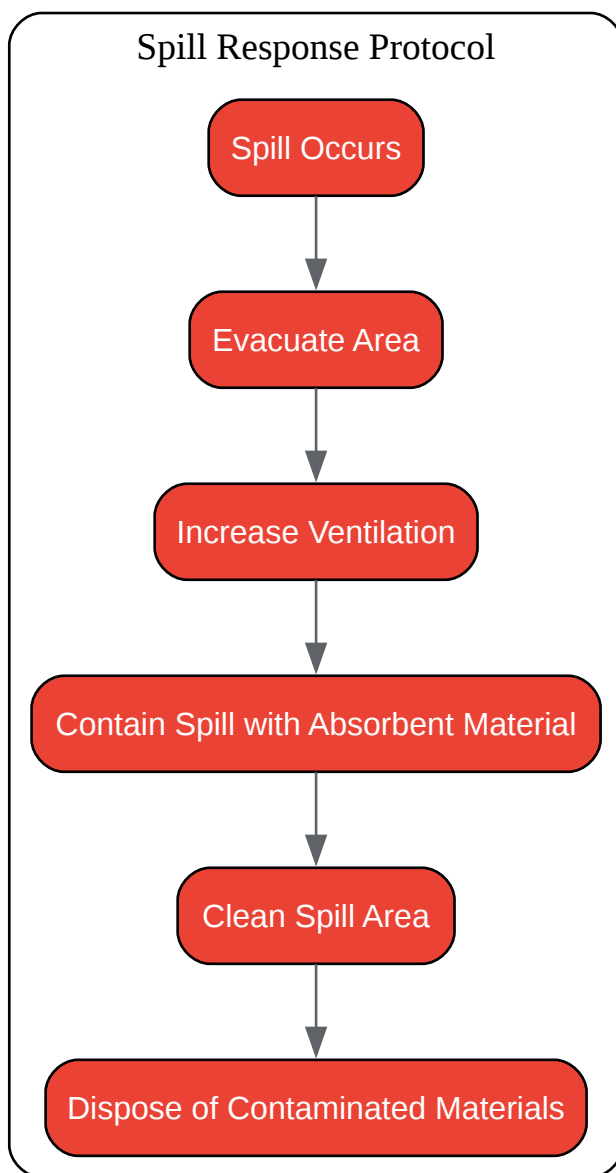 Spill Response Protocol
Spill Occurs
Evacuate Area
Increase Ventilation
Contain Spill with Absorbent Material
Clean Spill Area
Dispose of Contaminated Materials